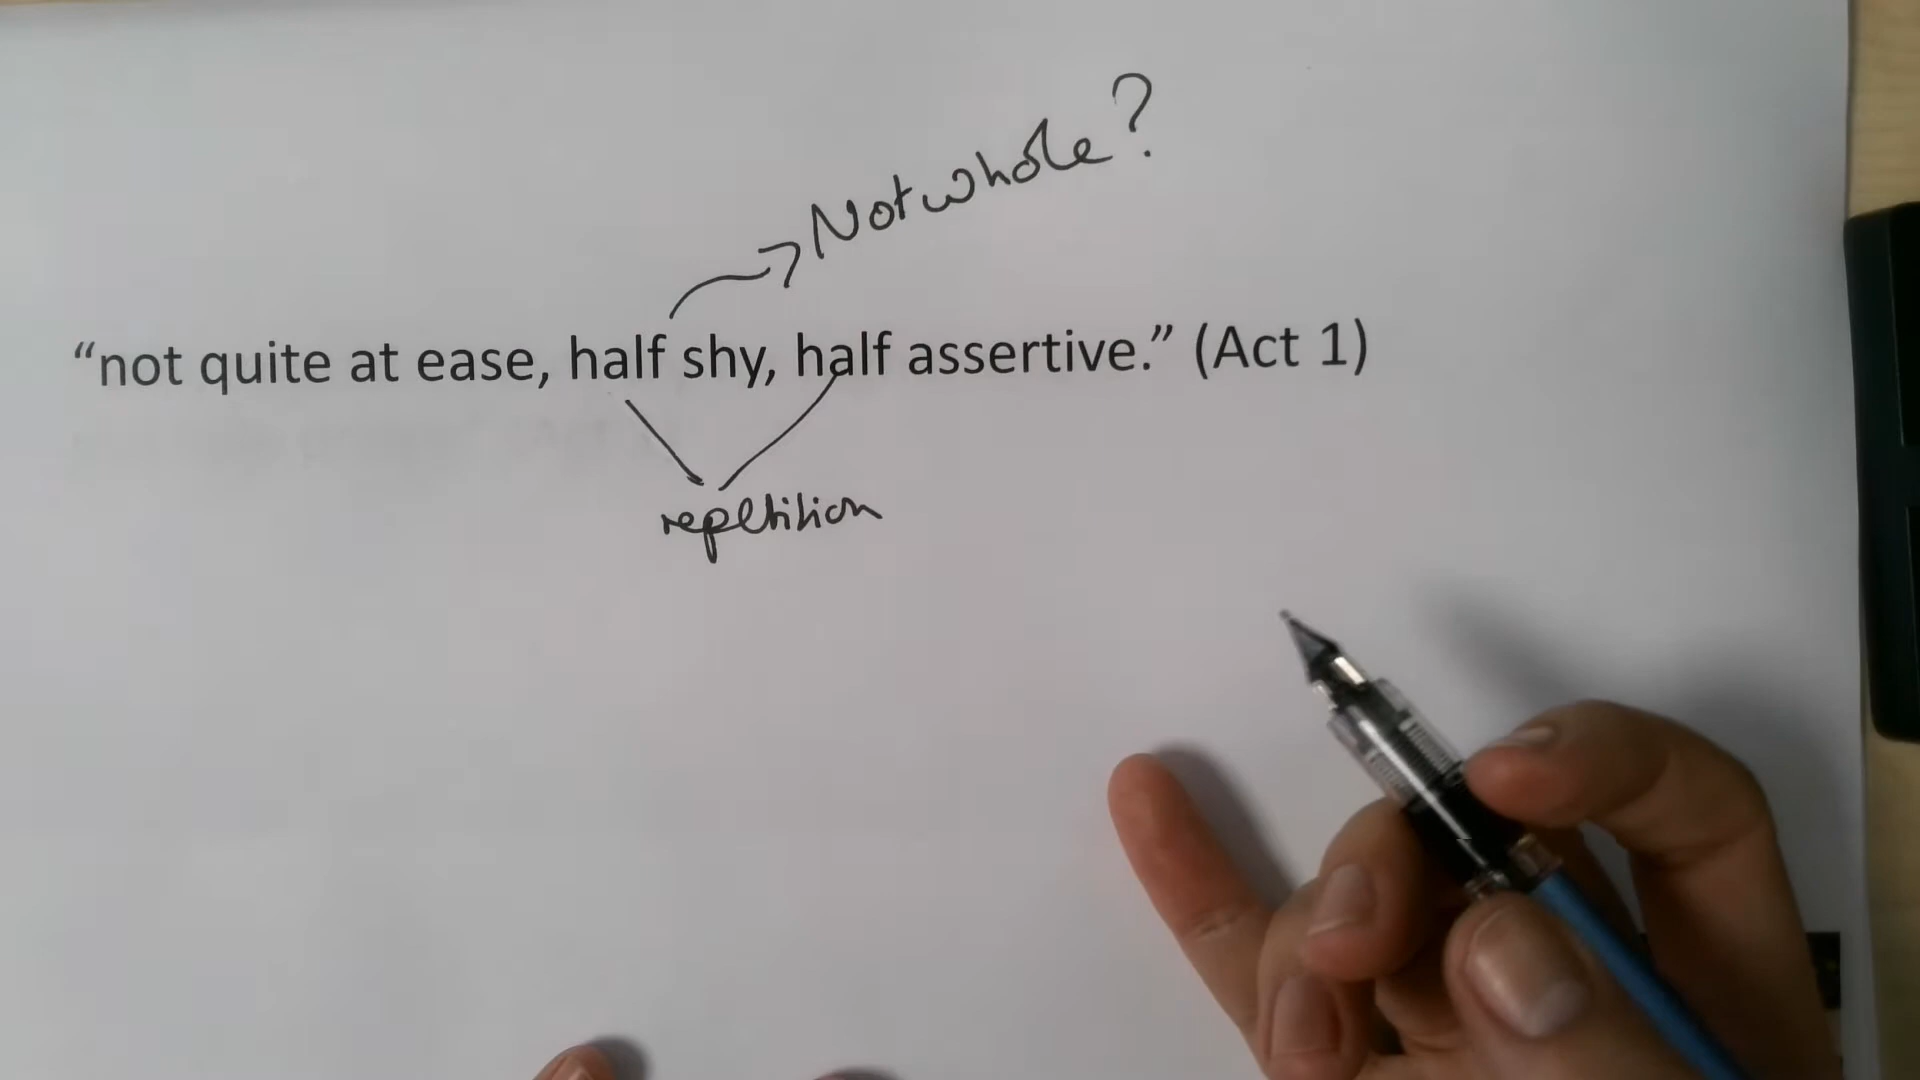 Not whole?
“not quite at ease, half shy, half assertive.” (Act 1)
repetition